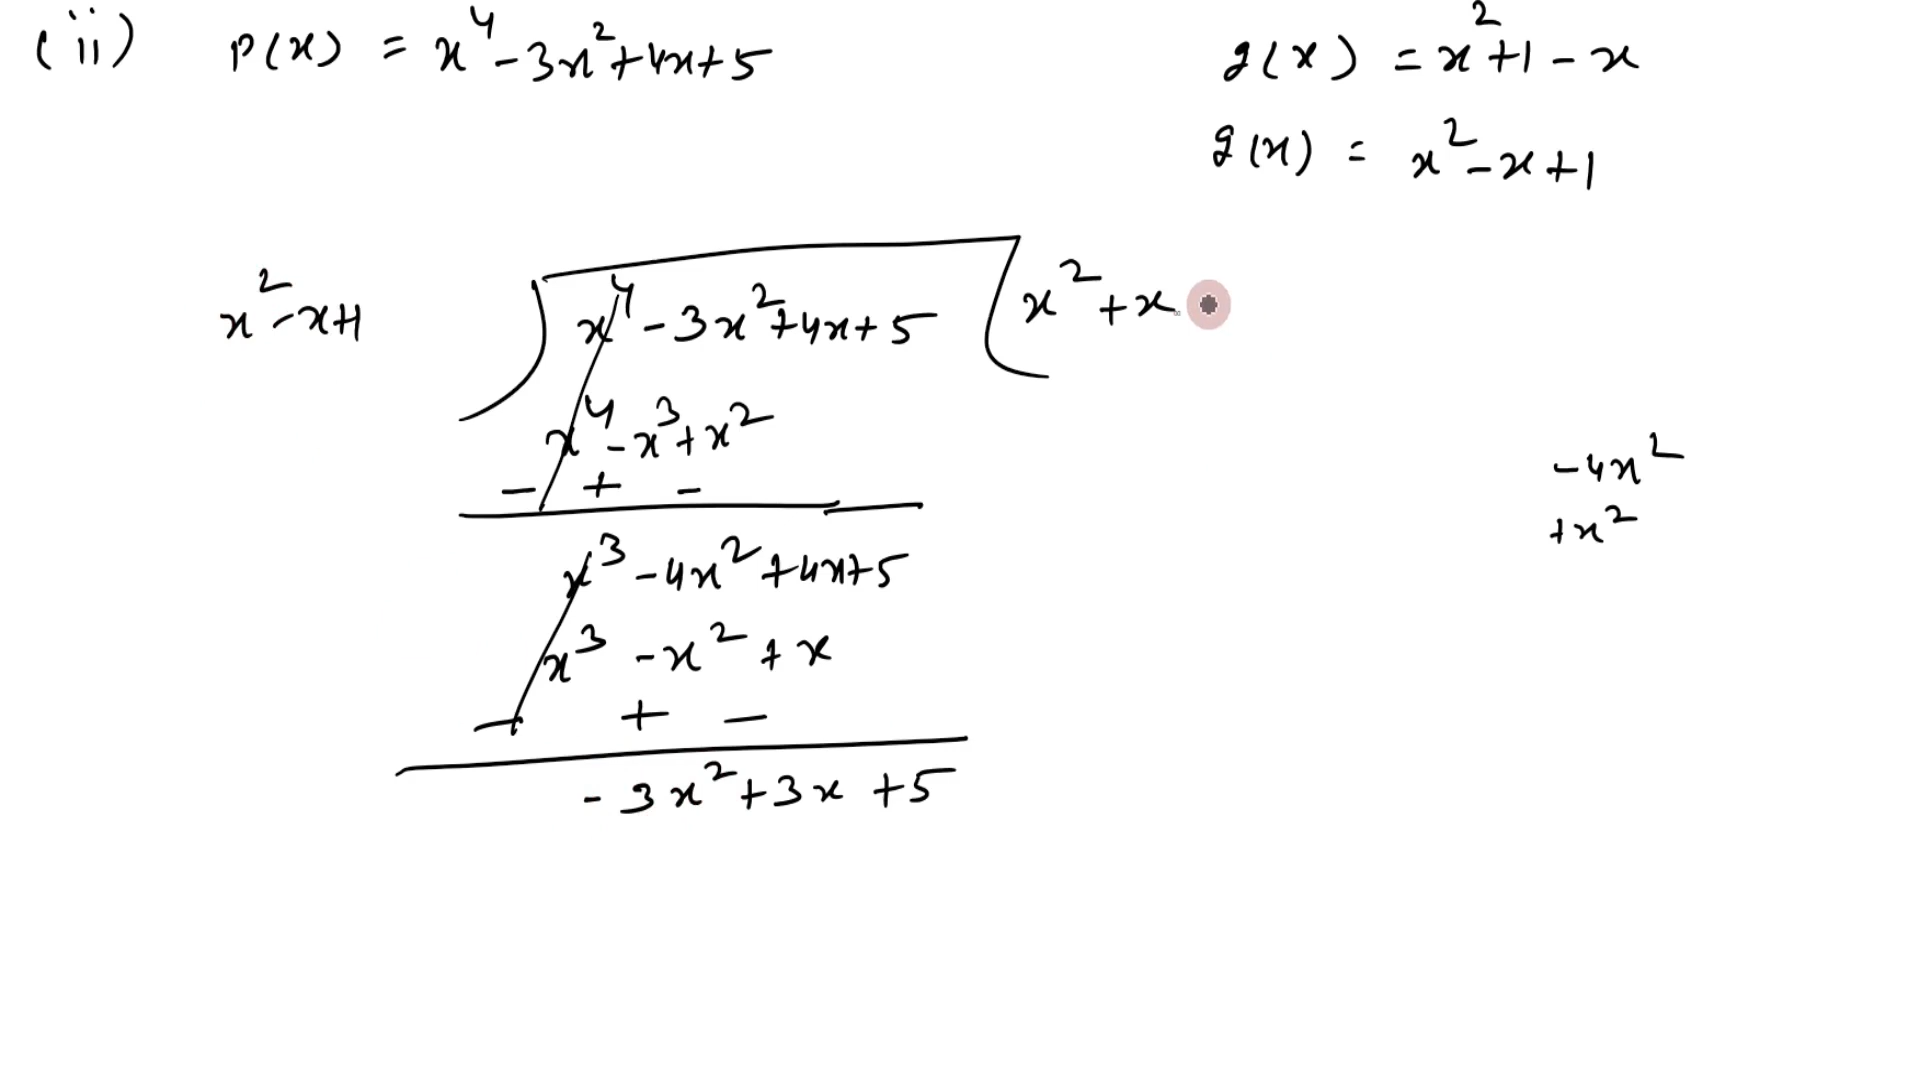 (ii) p(x) = x⁴-3x²+4x+5 g(x) = x²+1-x
g(x) = x²-x+1
x²-x+1 x⁴-3x²+4x+5 x²+x
x⁴-x³+x²
- + -
x³-4x²+4x+5
x³-x²+x
- + -
-3x²+3x+5
-4x²
+x²